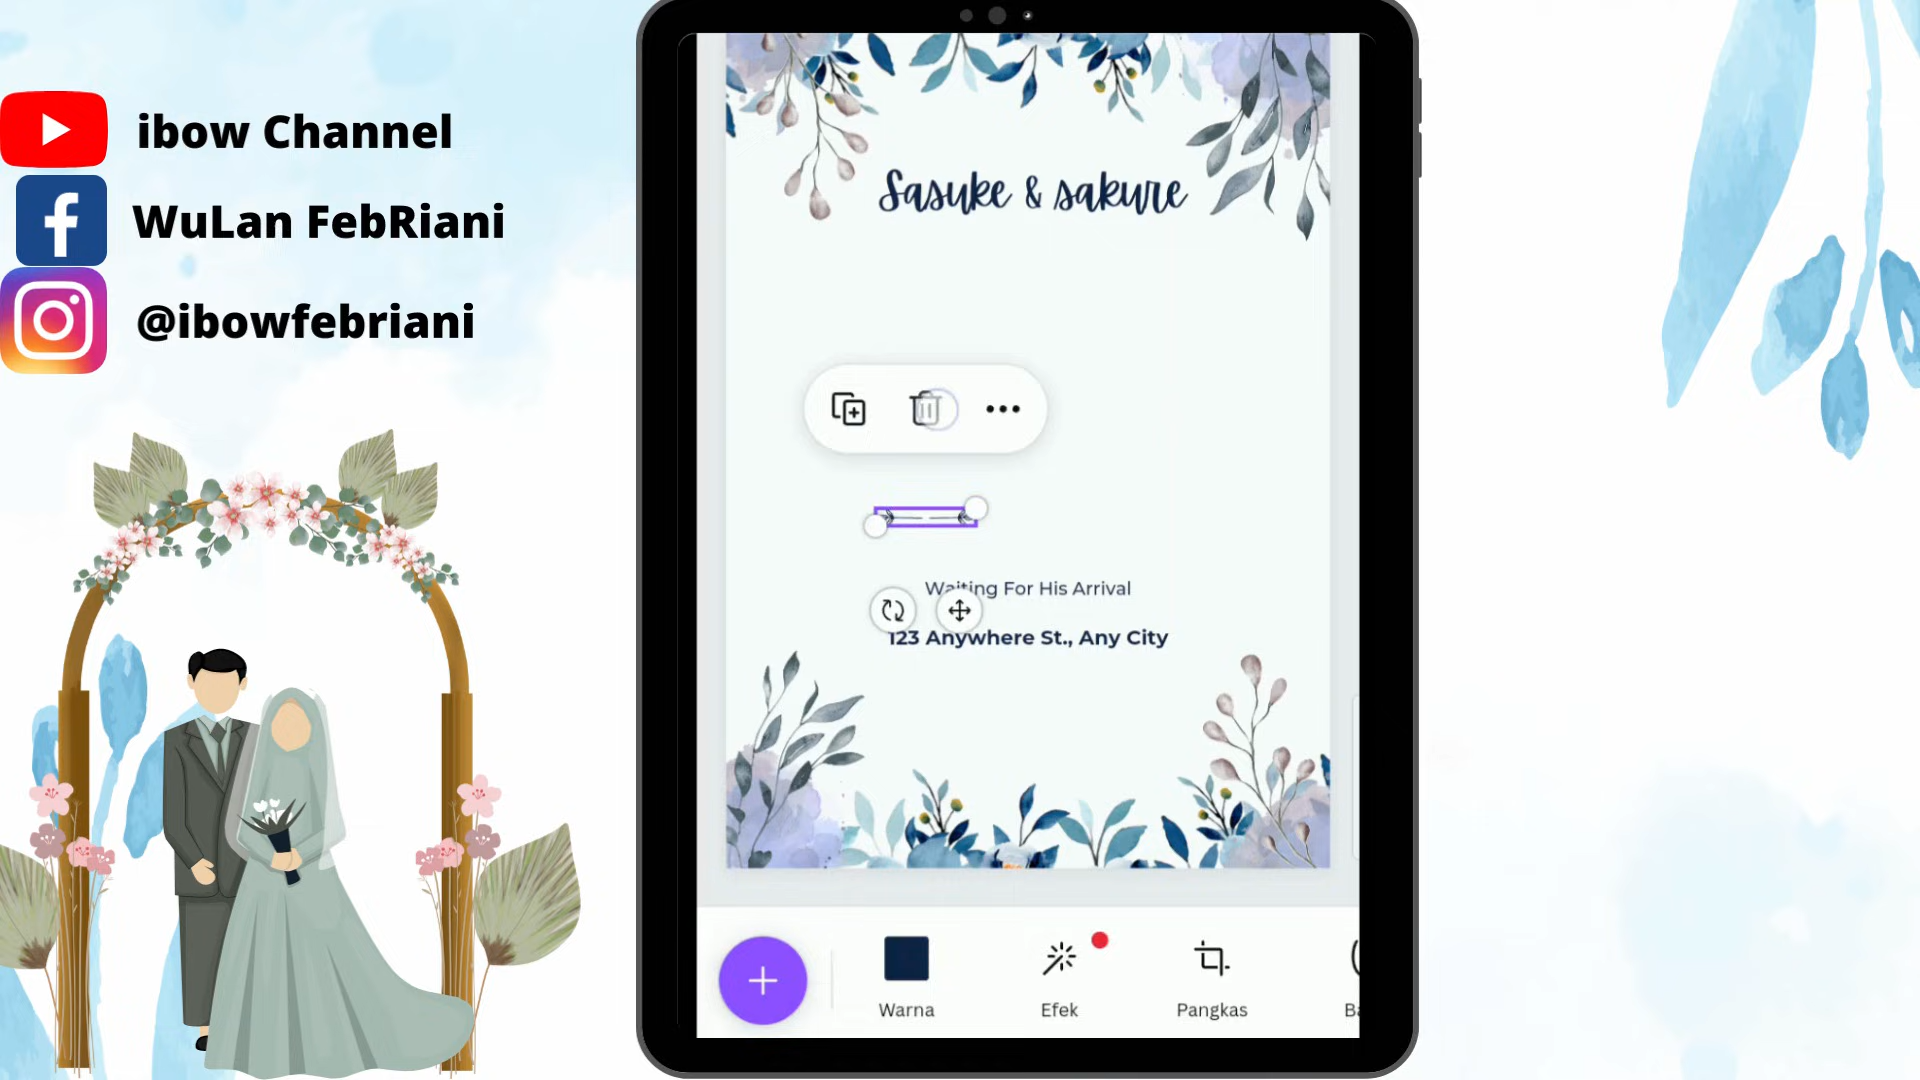 ibow Channel
WuLan FebRiani
@ibowfebriani
Sasuke & sakure
Waiting For His Arrival
123 Anywhere St., Any City
Warna
Efek
Pangkas